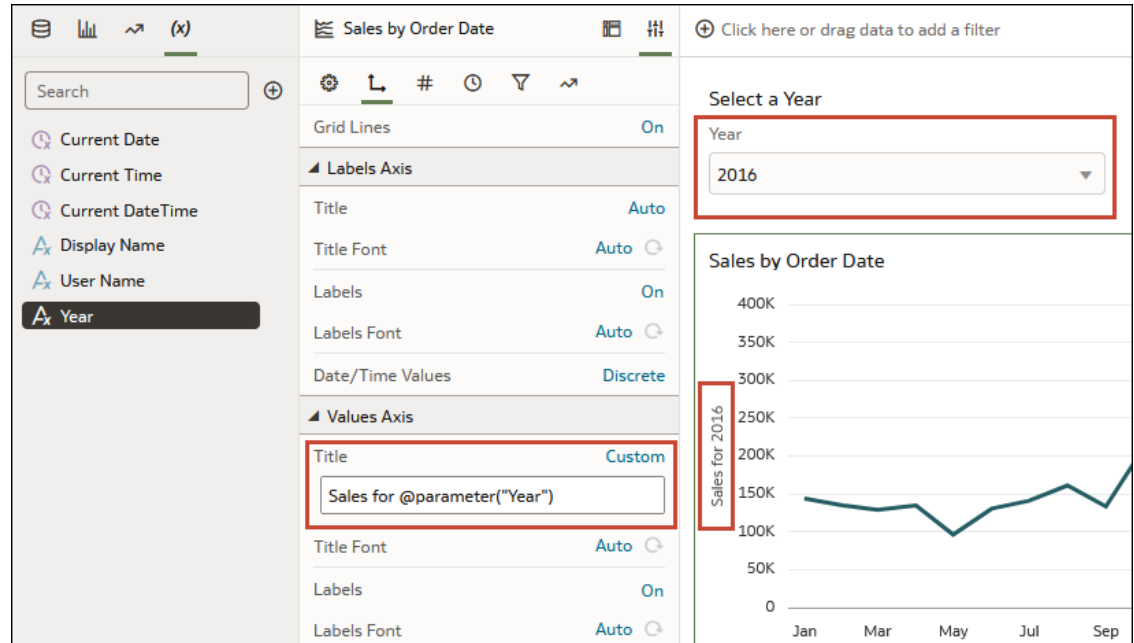 (x)
Search
Current Date
Current Time
Current DateTime
Display Name
User Name
Year
Sales by Order Date
Grid Lines On
Labels Axis
Title Auto
Title Font Auto
Labels On
Labels Font Auto
Date/Time Values Discrete
Values Axis
Title Custom
Sales for @parameter("Year")
Title Font Auto
Labels On
Labels Font Auto
Click here or drag data to add a filter
Select a Year
Year
2016
Sales by Order Date
Sales for 2016
400K
350K
300K
250K
200K
150K
100K
50K
0
Jan Mar May Jul Sep